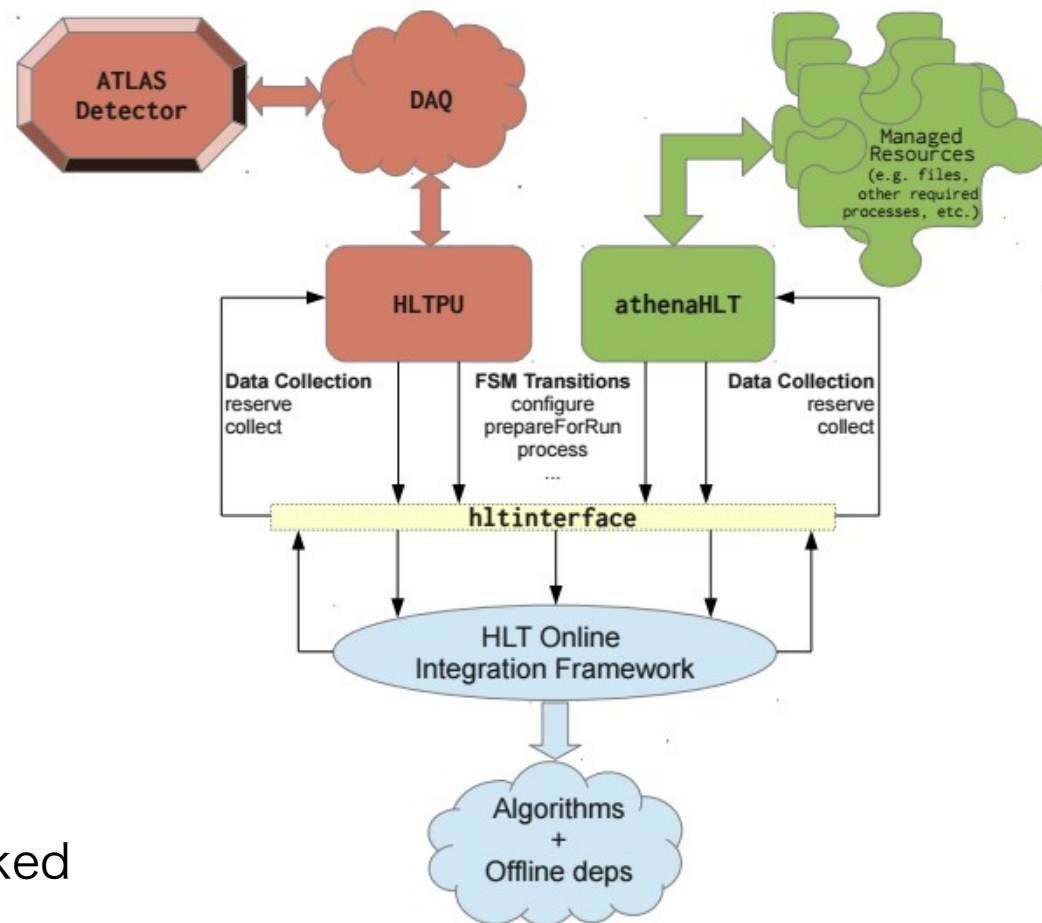 ATLAS
Detector
DAQ
Managed
Resources
(e.g. files,
other required
processes, etc.)
HLTPU
athenaHLT
Data Collection
reserve
collect
FSM Transitions
configure
prepareForRun
process
...
Data Collection
reserve
collect
hltinterface
HLT Online
Integration Framework
Algorithms
+
Offline deps
ked